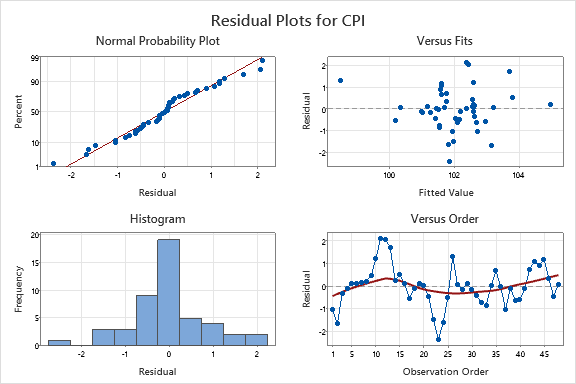 Residual Plots for CPI
Normal Probability Plot
99
90
50
10
1
Percent
-2 -1 0 1 2
Residual
Versus Fits
2
1
0
-1
-2
Residual
100 102 104
Fitted Value
Histogram
20
15
10
5
0
Frequency
-2 -1 0 1 2
Residual
Versus Order
2
1
0
-1
-2
Residual
1 5 10 15 20 25 30 35 40 45
Observation Order